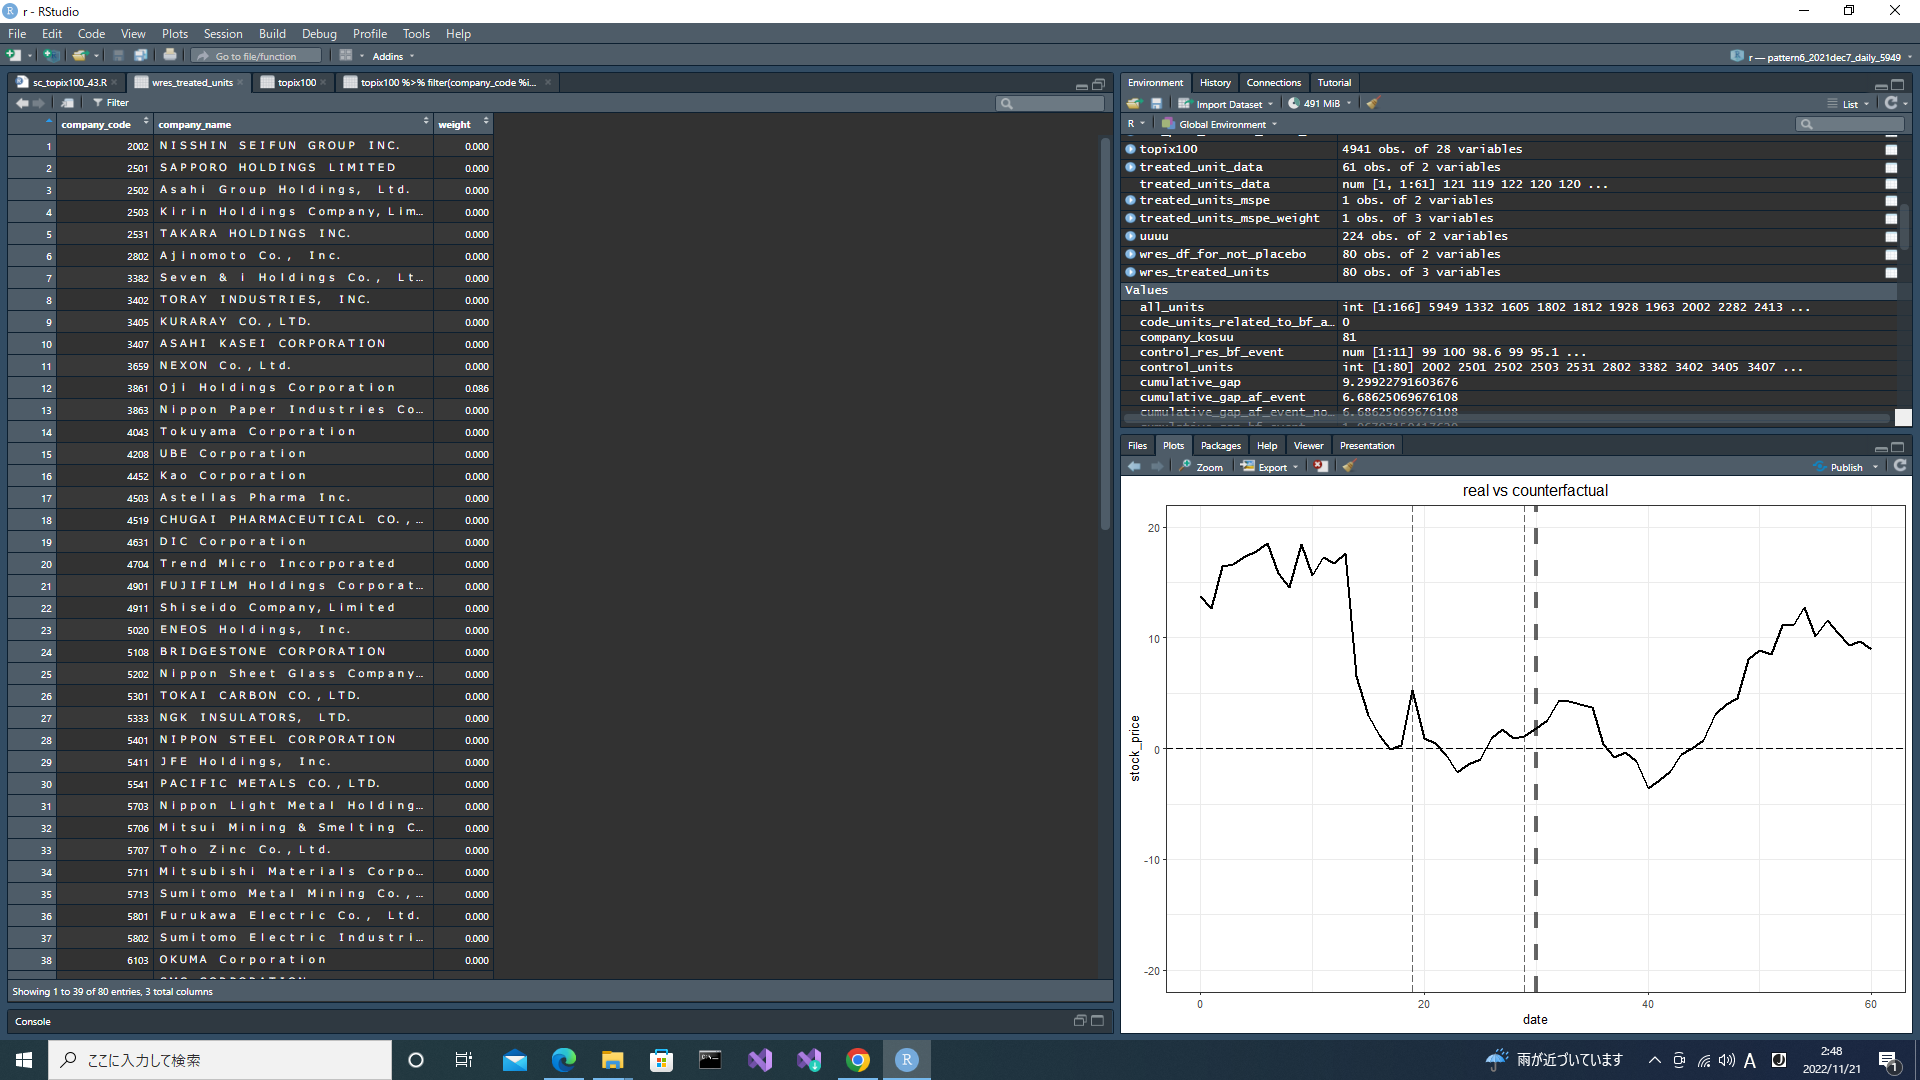 r - RStudio
File Edit Code View Plots Session Build Debug Profile Tools Help
Go to file/function Addins
r — pattern6_2021dec7_daily_5949
sc_topix100_43.R wres_treated_units topix100 topix100 %>% filter(company_code %i...
Filter
company_code company_name weight
1 2002 NISSHIN SEIFUN GROUP INC. 0.000
2 2501 SAPPORO HOLDINGS LIMITED 0.000
3 2502 Asahi Group Holdings, Ltd. 0.000
4 2503 Kirin Holdings Company,Lim... 0.000
5 2531 TAKARA HOLDINGS INC. 0.000
6 2802 Ajinomoto Co., Inc. 0.000
7 3382 Seven & i Holdings Co., Lt... 0.000
8 3402 TORAY INDUSTRIES, INC. 0.000
9 3405 KURARAY CO.,LTD. 0.000
10 3407 ASAHI KASEI CORPORATION 0.000
11 3659 NEXON Co.,Ltd. 0.000
12 3861 Oji Holdings Corporation 0.086
13 3863 Nippon Paper Industries Co... 0.000
14 4043 Tokuyama Corporation 0.000
15 4208 UBE Corporation 0.000
16 4452 Kao Corporation 0.000
17 4503 Astellas Pharma Inc. 0.000
18 4519 CHUGAI PHARMACEUTICAL CO.,... 0.000
19 4631 DIC Corporation 0.000
20 4704 Trend Micro Incorporated 0.000
21 4901 FUJIFILM Holdings Corporat... 0.000
22 4911 Shiseido Company,Limited 0.000
23 5020 ENEOS Holdings, Inc. 0.000
24 5108 BRIDGESTONE CORPORATION 0.000
25 5202 Nippon Sheet Glass Company... 0.000
26 5301 TOKAI CARBON CO.,LTD. 0.000
27 5333 NGK INSULATORS, LTD. 0.000
28 5401 NIPPON STEEL CORPORATION 0.000
29 5411 JFE Holdings, Inc. 0.000
30 5541 PACIFIC METALS CO.,LTD. 0.000
31 5703 Nippon Light Metal Holding... 0.000
32 5706 Mitsui Mining & Smelting C... 0.000
33 5707 Toho Zinc Co.,Ltd. 0.000
34 5711 Mitsubishi Materials Corpo... 0.000
35 5713 Sumitomo Metal Mining Co.,... 0.000
36 5801 Furukawa Electric Co., Ltd. 0.000
37 5802 Sumitomo Electric Industri... 0.000
38 6103 OKUMA Corporation 0.000
Showing 1 to 39 of 80 entries, 3 total columns
Console
Environment History Connections Tutorial
Import Dataset 491 MiB List
R Global Environment
topix100 4941 obs. of 28 variables
treated_unit_data 61 obs. of 2 variables
treated_units_data num [1, 1:61] 121 119 122 120 120 ...
treated_units_mspe 1 obs. of 2 variables
treated_units_mspe_weight 1 obs. of 3 variables
uuuu 224 obs. of 2 variables
wres_df_for_not_placebo 80 obs. of 2 variables
wres_treated_units 80 obs. of 3 variables
Values
all_units int [1:166] 5949 1332 1605 1802 1812 1928 1963 2002 2282 2413 ...
code_units_related_to_bf_a... 0
company_kosuu 81
control_res_bf_event num [1:11] 99 100 98.6 99 95.1 ...
control_units int [1:80] 2002 2501 2502 2503 2531 2802 3382 3402 3405 3407 ...
cumulative_gap 9.29922791603676
cumulative_gap_af_event 6.68625069676108
cumulative_gap_af_event_no... 6.68625069676108
Files Plots Packages Help Viewer Presentation
Zoom Export Publish
real vs counterfactual
stock_price
20
10
0
-10
-20
0 20 40 60
date
ここに入力して検索
雨が近づいています
A
2:48
2022/11/21
1